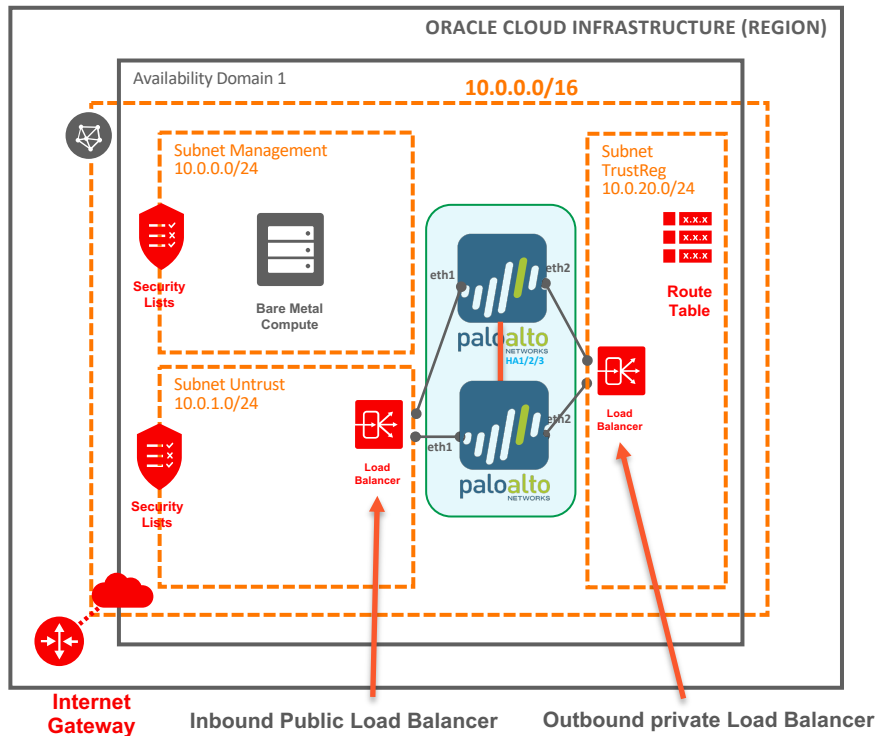 ORACLE CLOUD INFRASTRUCTURE (REGION)
Availability Domain 1
10.0.0.0/16
Subnet Management
10.0.0.0/24
Security
Lists
Bare Metal
Compute
Subnet Untrust
10.0.1.0/24
Security
Lists
Load
Balancer
eth1
eth2
paloalto
NETWORKS
HA1/2/3
eth1
eth2
paloalto
NETWORKS
Subnet
TrustReg
10.0.20.0/24
x.x.x
x.x.x
x.x.x
Route
Table
Load
Balancer
Internet
Gateway
Inbound Public Load Balancer
Outbound private Load Balancer